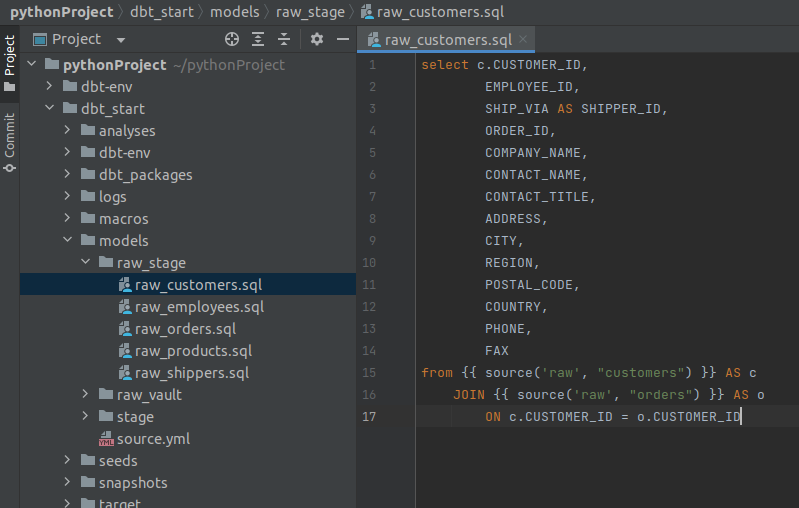 pythonProject dbt_start models raw_stage raw_customers.sql
Project
Commit
Project
pythonProject ~/pythonProject
dbt-env
dbt_start
analyses
dbt-env
dbt_packages
logs
macros
models
raw_stage
raw_customers.sql
raw_employees.sql
raw_orders.sql
raw_products.sql
raw_shippers.sql
raw_vault
stage
YML source.yml
seeds
snapshots
target
raw_customers.sql
1 select c.CUSTOMER_ID,
2 EMPLOYEE_ID,
3 SHIP_VIA AS SHIPPER_ID,
4 ORDER_ID,
5 COMPANY_NAME,
6 CONTACT_NAME,
7 CONTACT_TITLE,
8 ADDRESS,
9 CITY,
10 REGION,
11 POSTAL_CODE,
12 COUNTRY,
13 PHONE,
14 FAX
15 from {{ source('raw', "customers") }} AS c
16 JOIN {{ source('raw', "orders") }} AS o
17 ON c.CUSTOMER_ID = o.CUSTOMER_ID